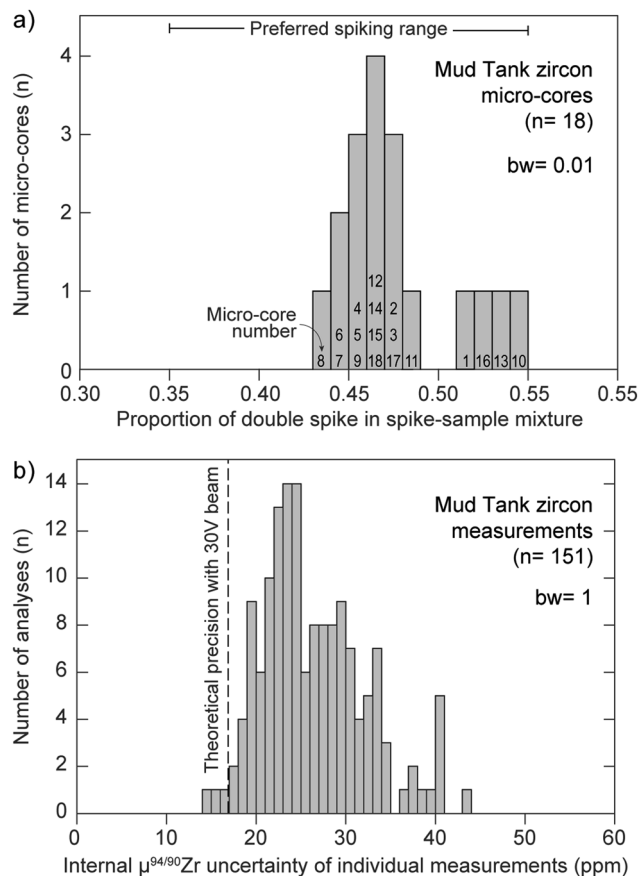 a)
Preferred spiking range
Mud Tank zircon
micro-cores
(n= 18)
bw= 0.01
Number of micro-cores (n)
4
3
2
1
0
Micro-core
number
12
4 14 2
6 5 15 3
8 7 9 18 17 11 1 16 13 10
0.30 0.35 0.40 0.45 0.50 0.55 0.55
Proportion of double spike in spike-sample mixture
b)
Theoretical precision with 30V beam
Mud Tank zircon
measurements
(n= 151)
bw= 1
Number of analyses (n)
14
12
10
8
6
4
2
0
0 10 20 30 40 50 60
Internal μ⁹⁴ᐟ⁹⁰Zr uncertainty of individual measurements (ppm)